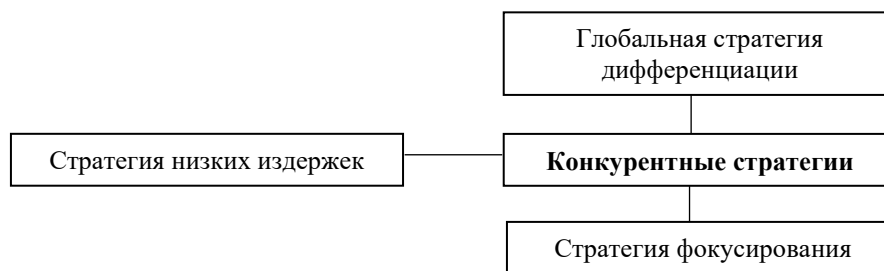 Глобальная стратегия
дифференциации
Стратегия низких издержек
Конкурентные стратегии
Стратегия фокусирования